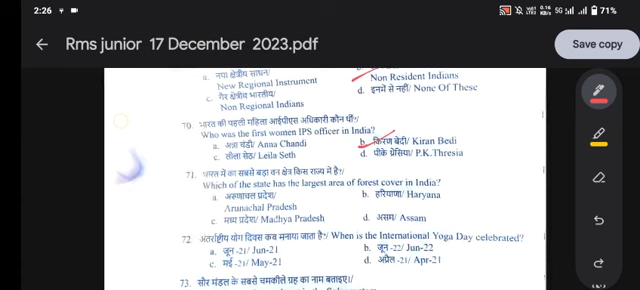 2:26
5G
71%
Rms junior 17 December 2023.pdf
Save copy
a. नपा क्षेत्रीय साधन/
New Regional Instrument
Non Resident Indians
c. गैर क्षेत्रीय भारतीय/
d. इनमें से नहीं/ None Of These
Non Regional Indians
70. भारत की पहली महिला आईपीएस अधिकारी कौन थीं?/
Who was the first women IPS officer in India?
a. अन्ना चंडी/ Anna Chandi
b. किरण बेदी/ Kiran Bedi
c. लीला सेठ/ Leila Seth
d. पीके थ्रेसिया/ P.K.Thresia
71. भारत में का सबसे बड़ा वन क्षेत्र किस राज्य में है?/
Which of the state has the largest area of forest cover in India?
a. अरुणाचल प्रदेश/
b. हरियाणा/ Haryana
Arunachal Pradesh
c. मध्य प्रदेश/ Madhya Pradesh
d. असम/ Assam
72. अंतर्राष्ट्रीय योग दिवस कब मनाया जाता है?/ When is the International Yoga Day celebrated?
a. जून -21/ Jun-21
b. जून -22/ Jun-22
c. मई -21/ May-21
d. अप्रैल -21/ Apr-21
73. सौर मंडल के सबसे चमकीले ग्रह का नाम बताइए।/